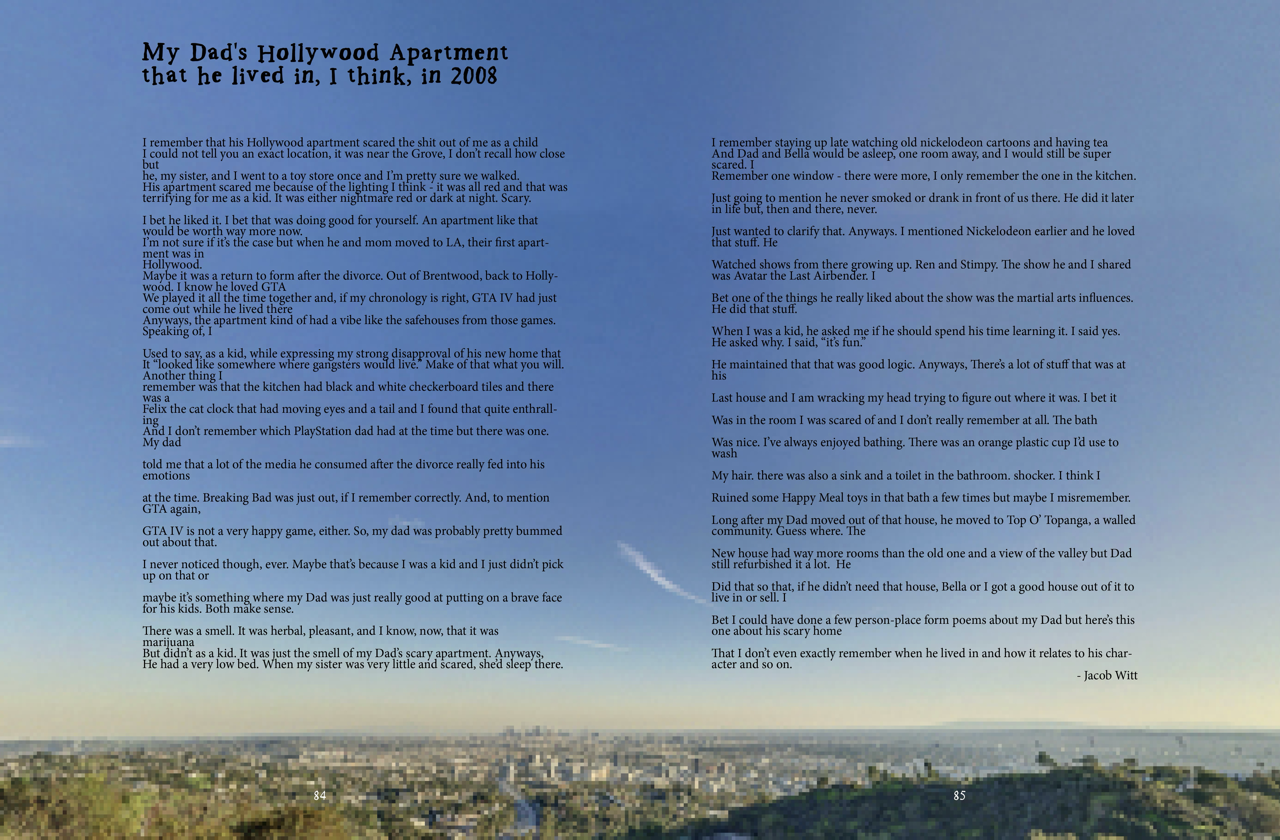 My Dad's Hollywood Apartment
that he lived in, I think, in 2008
I remember that his Hollywood apartment scared the shit out of me as a child
I could not tell you an exact location, it was near the Grove, I don't recall how close
but
he, my sister, and I went to a toy store once and I'm pretty sure we walked.
His apartment scared me because of the lighting I think - it was all red and that was
terrifying for me as a kid. It was either nightmare red or dark at night. Scary.
I bet he liked it. I bet that was doing good for yourself. An apartment like that
would be worth way more now.
I'm not sure if it's the case but when he and mom moved to LA, their first apart-
ment was in
Hollywood.
Maybe it was a return to form after the divorce. Out of Brentwood, back to Holly-
wood. I know he loved GTA
We played it all the time together and, if my chronology is right, GTA IV had just
come out while he lived there
Anyways, the apartment kind of had a vibe like the safehouses from those games.
Speaking of, I
Used to say, as a kid, while expressing my strong disapproval of his new home that
It “looked like somewhere where gangsters would live.” Make of that what you will.
Another thing I
remember was that the kitchen had black and white checkerboard tiles and there
was a
Felix the cat clock that had moving eyes and a tail and I found that quite enthrall-
ing
And I don't remember which PlayStation dad had at the time but there was one.
My dad
told me that a lot of the media he consumed after the divorce really fed into his
emotions
at the time. Breaking Bad was just out, if I remember correctly. And, to mention
GTA again,
GTA IV is not a very happy game, either. So, my dad was probably pretty bummed
out about that.
I never noticed though, ever. Maybe that's because I was a kid and I just didn't pick
up on that or
maybe it's something where my Dad was just really good at putting on a brave face
for his kids. Both make sense.
There was a smell. It was herbal, pleasant, and I know, now, that it was
marijuana
But didn't as a kid. It was just the smell of my Dad's scary apartment. Anyways,
He had a very low bed. When my sister was very little and scared, she'd sleep there.
84
I remember staying up late watching old nickelodeon cartoons and having tea
And Dad and Bella would be asleep, one room away, and I would still be super
scared. I
Remember one window - there were more, I only remember the one in the kitchen.
Just going to mention he never smoked or drank in front of us there. He did it later
in life but, then and there, never.
Just wanted to clarify that. Anyways. I mentioned Nickelodeon earlier and he loved
that stuff. He
Watched shows from there growing up. Ren and Stimpy. The show he and I shared
was Avatar the Last Airbender. I
Bet one of the things he really liked about the show was the martial arts influences.
He did that stuff.
When I was a kid, he asked me if he should spend his time learning it. I said yes.
He asked why. I said, “it's fun.”
He maintained that that was good logic. Anyways, There's a lot of stuff that was at
his
Last house and I am wracking my head trying to figure out where it was. I bet it
Was in the room I was scared of and I don't really remember at all. The bath
Was nice. I've always enjoyed bathing. There was an orange plastic cup I'd use to
wash
My hair. there was also a sink and a toilet in the bathroom. shocker. I think I
Ruined some Happy Meal toys in that bath a few times but maybe I misremember.
Long after my Dad moved out of that house, he moved to Top O' Topanga, a walled
community. Guess where. The
New house had way more rooms than the old one and a view of the valley but Dad
still refurbished it a lot. He
Did that so that, if he didn't need that house, Bella or I got a good house out of it to
live in or sell. I
Bet I could have done a few person-place form poems about my Dad but here's this
one about his scary home
That I don't even exactly remember when he lived in and how it relates to his char-
acter and so on.
- Jacob Witt
85